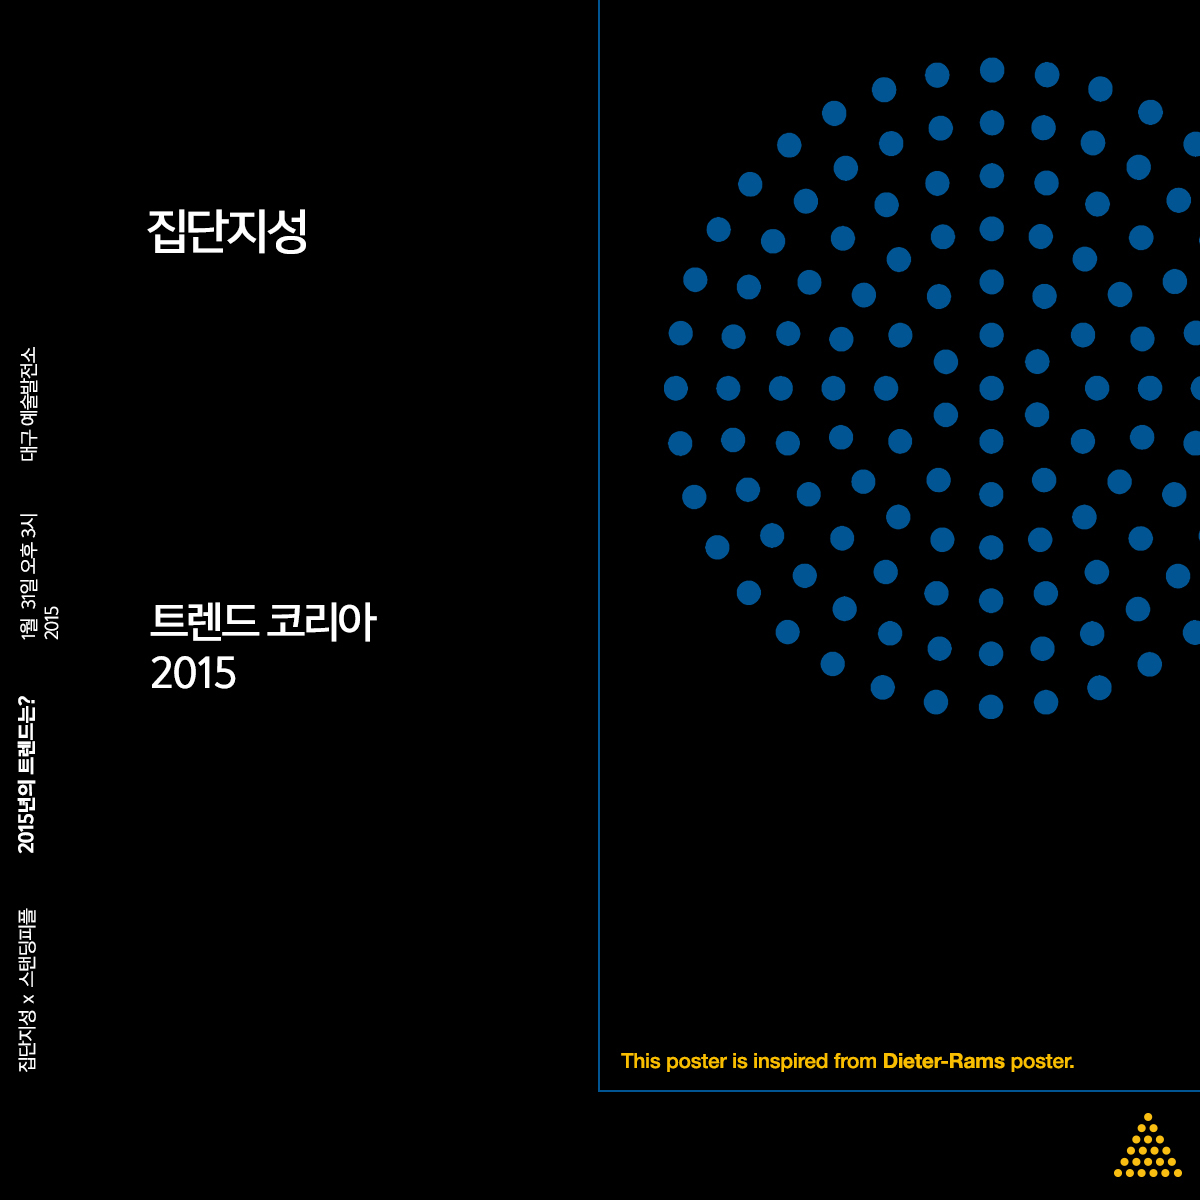 집단지성
트렌드 코리아
2015
대구 예술발전소
1월 31일 오후 3시
2015
2015년의 트렌드는?
집단지성 x 스탠딩피플
This poster is inspired from Dieter-Rams poster.